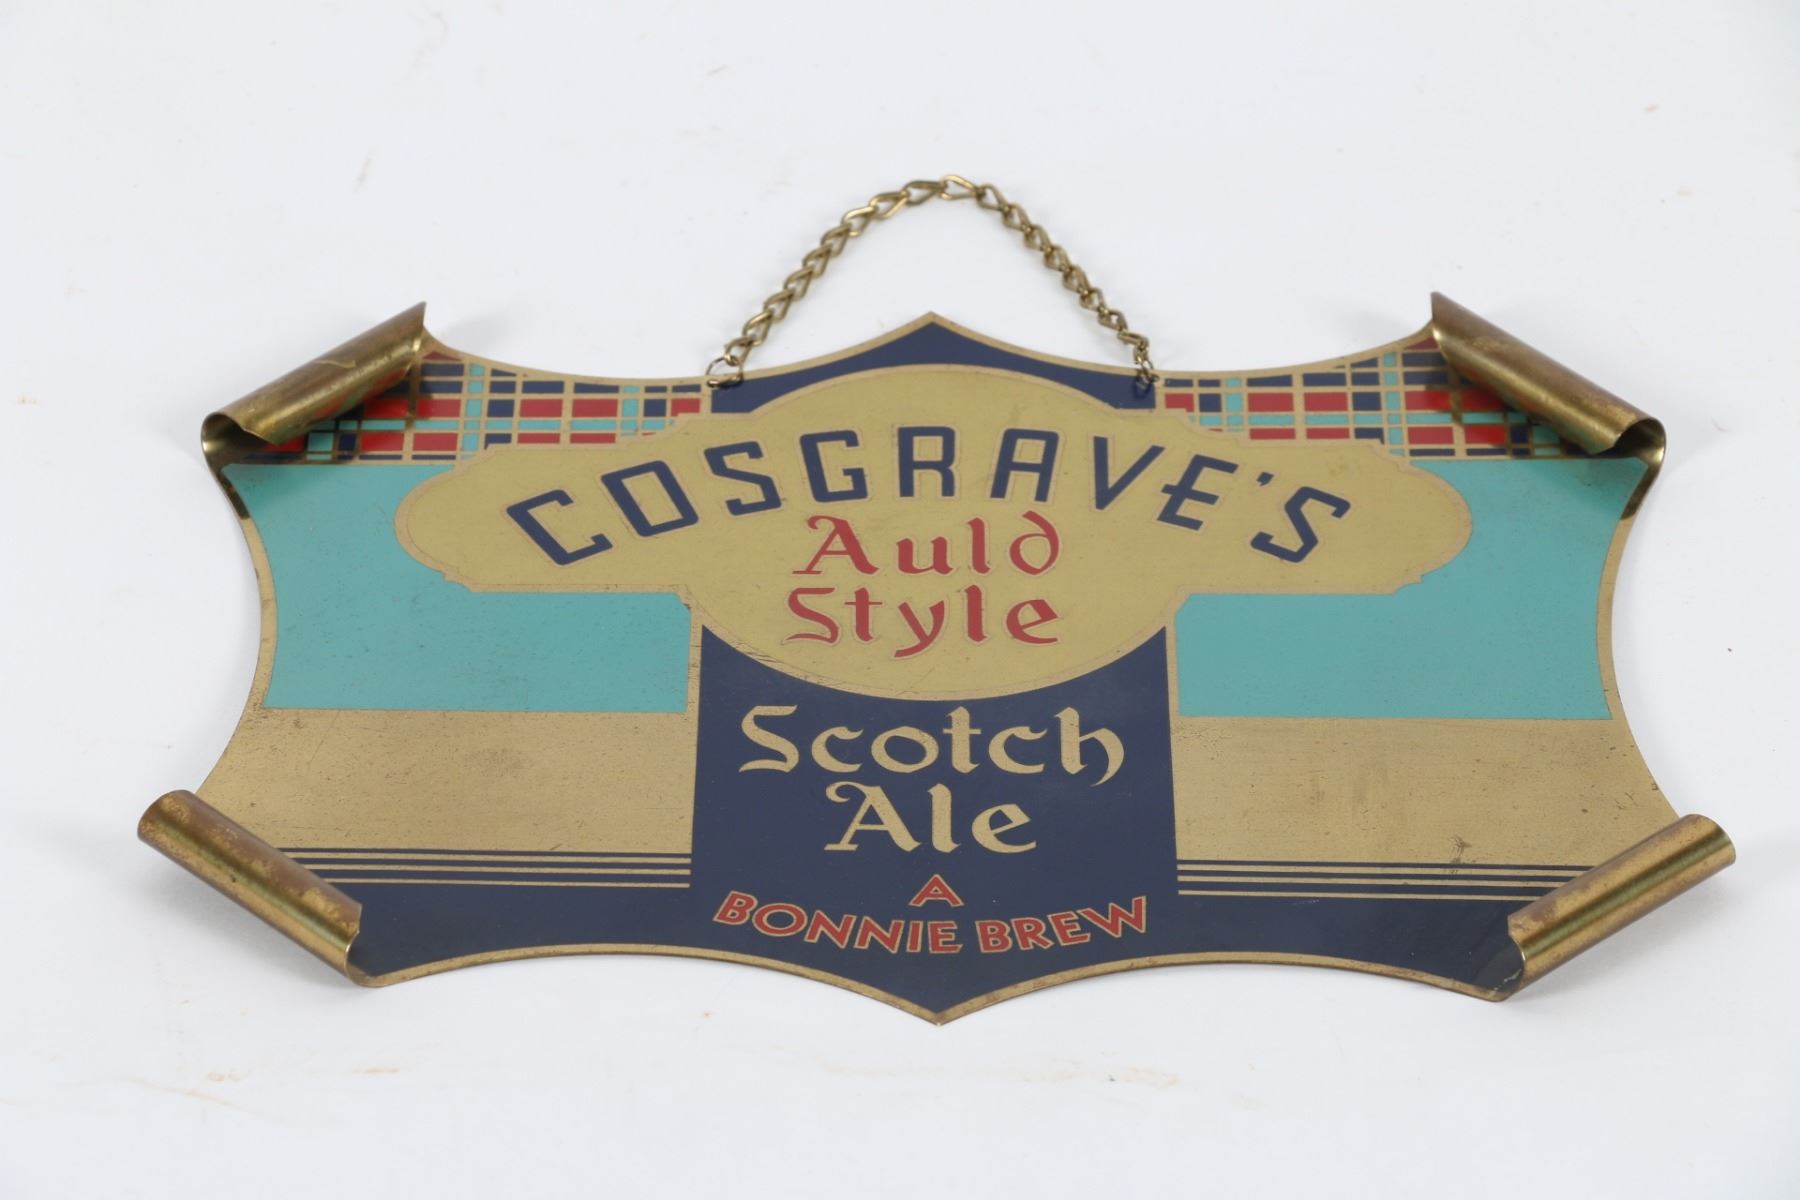 COSGRAVE'S
Auld
Style
Scotch
Ale
A
BONNIE BREW